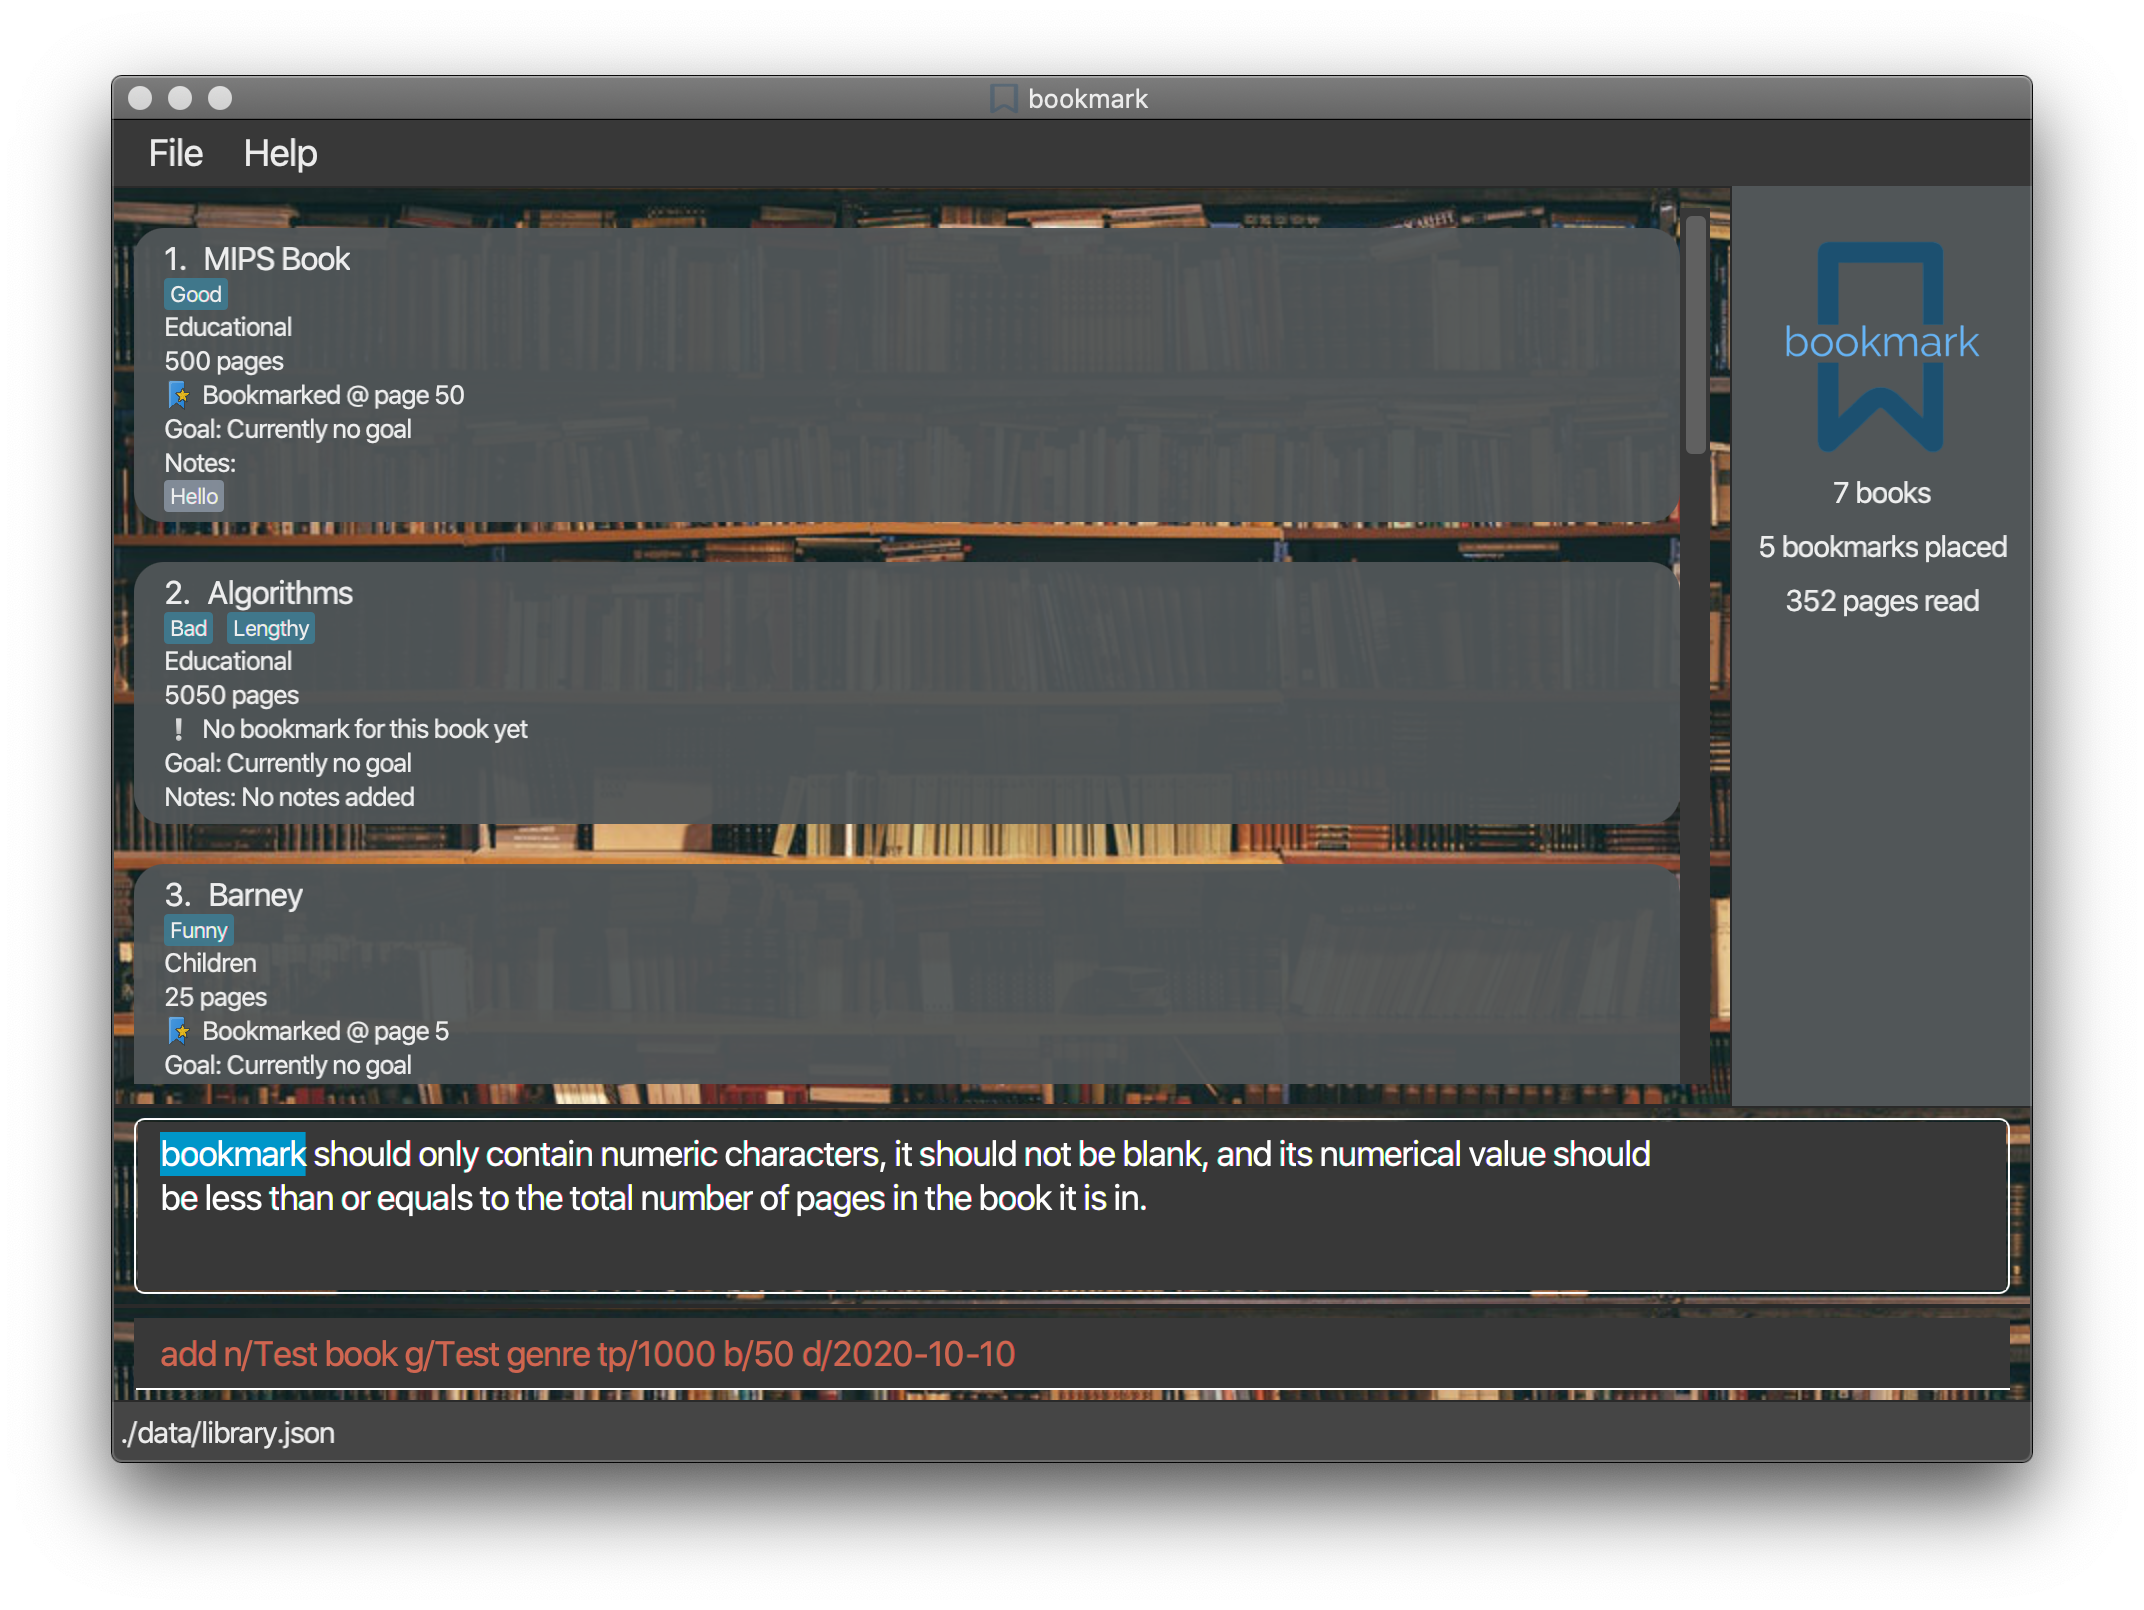 bookmark
File Help
1. MIPS Book
Good
Educational
500 pages
Bookmarked @ page 50
Goal: Currently no goal
Notes:
Hello
2. Algorithms
Bad Lengthy
Educational
5050 pages
No bookmark for this book yet
Goal: Currently no goal
Notes: No notes added
3. Barney
Funny
Children
25 pages
Bookmarked @ page 5
Goal: Currently no goal
bookmark
7 books
5 bookmarks placed
352 pages read
bookmark should only contain numeric characters, it should not be blank, and its numerical value should
be less than or equals to the total number of pages in the book it is in.
add n/Test book g/Test genre tp/1000 b/50 d/2020-10-10
./data/library.json